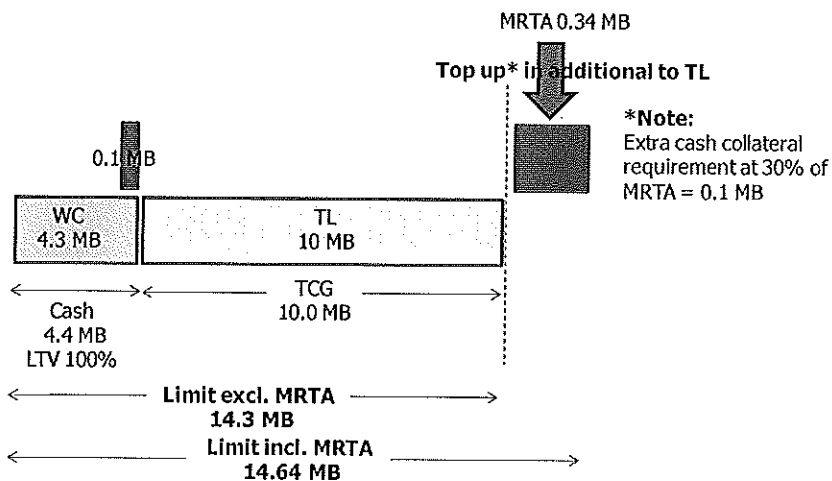 MRTA 0.34 MB
Top up* in additional to TL
*Note:
Extra cash collateral
requirement at 30% of
MRTA = 0.1 MB
0.1 MB
WC
4.3 MB
TL
10 MB
Cash
4.4 MB
LTV 100%
TCG
10.0 MB
Limit excl. MRTA
14.3 MB
Limit incl. MRTA
14.64 MB